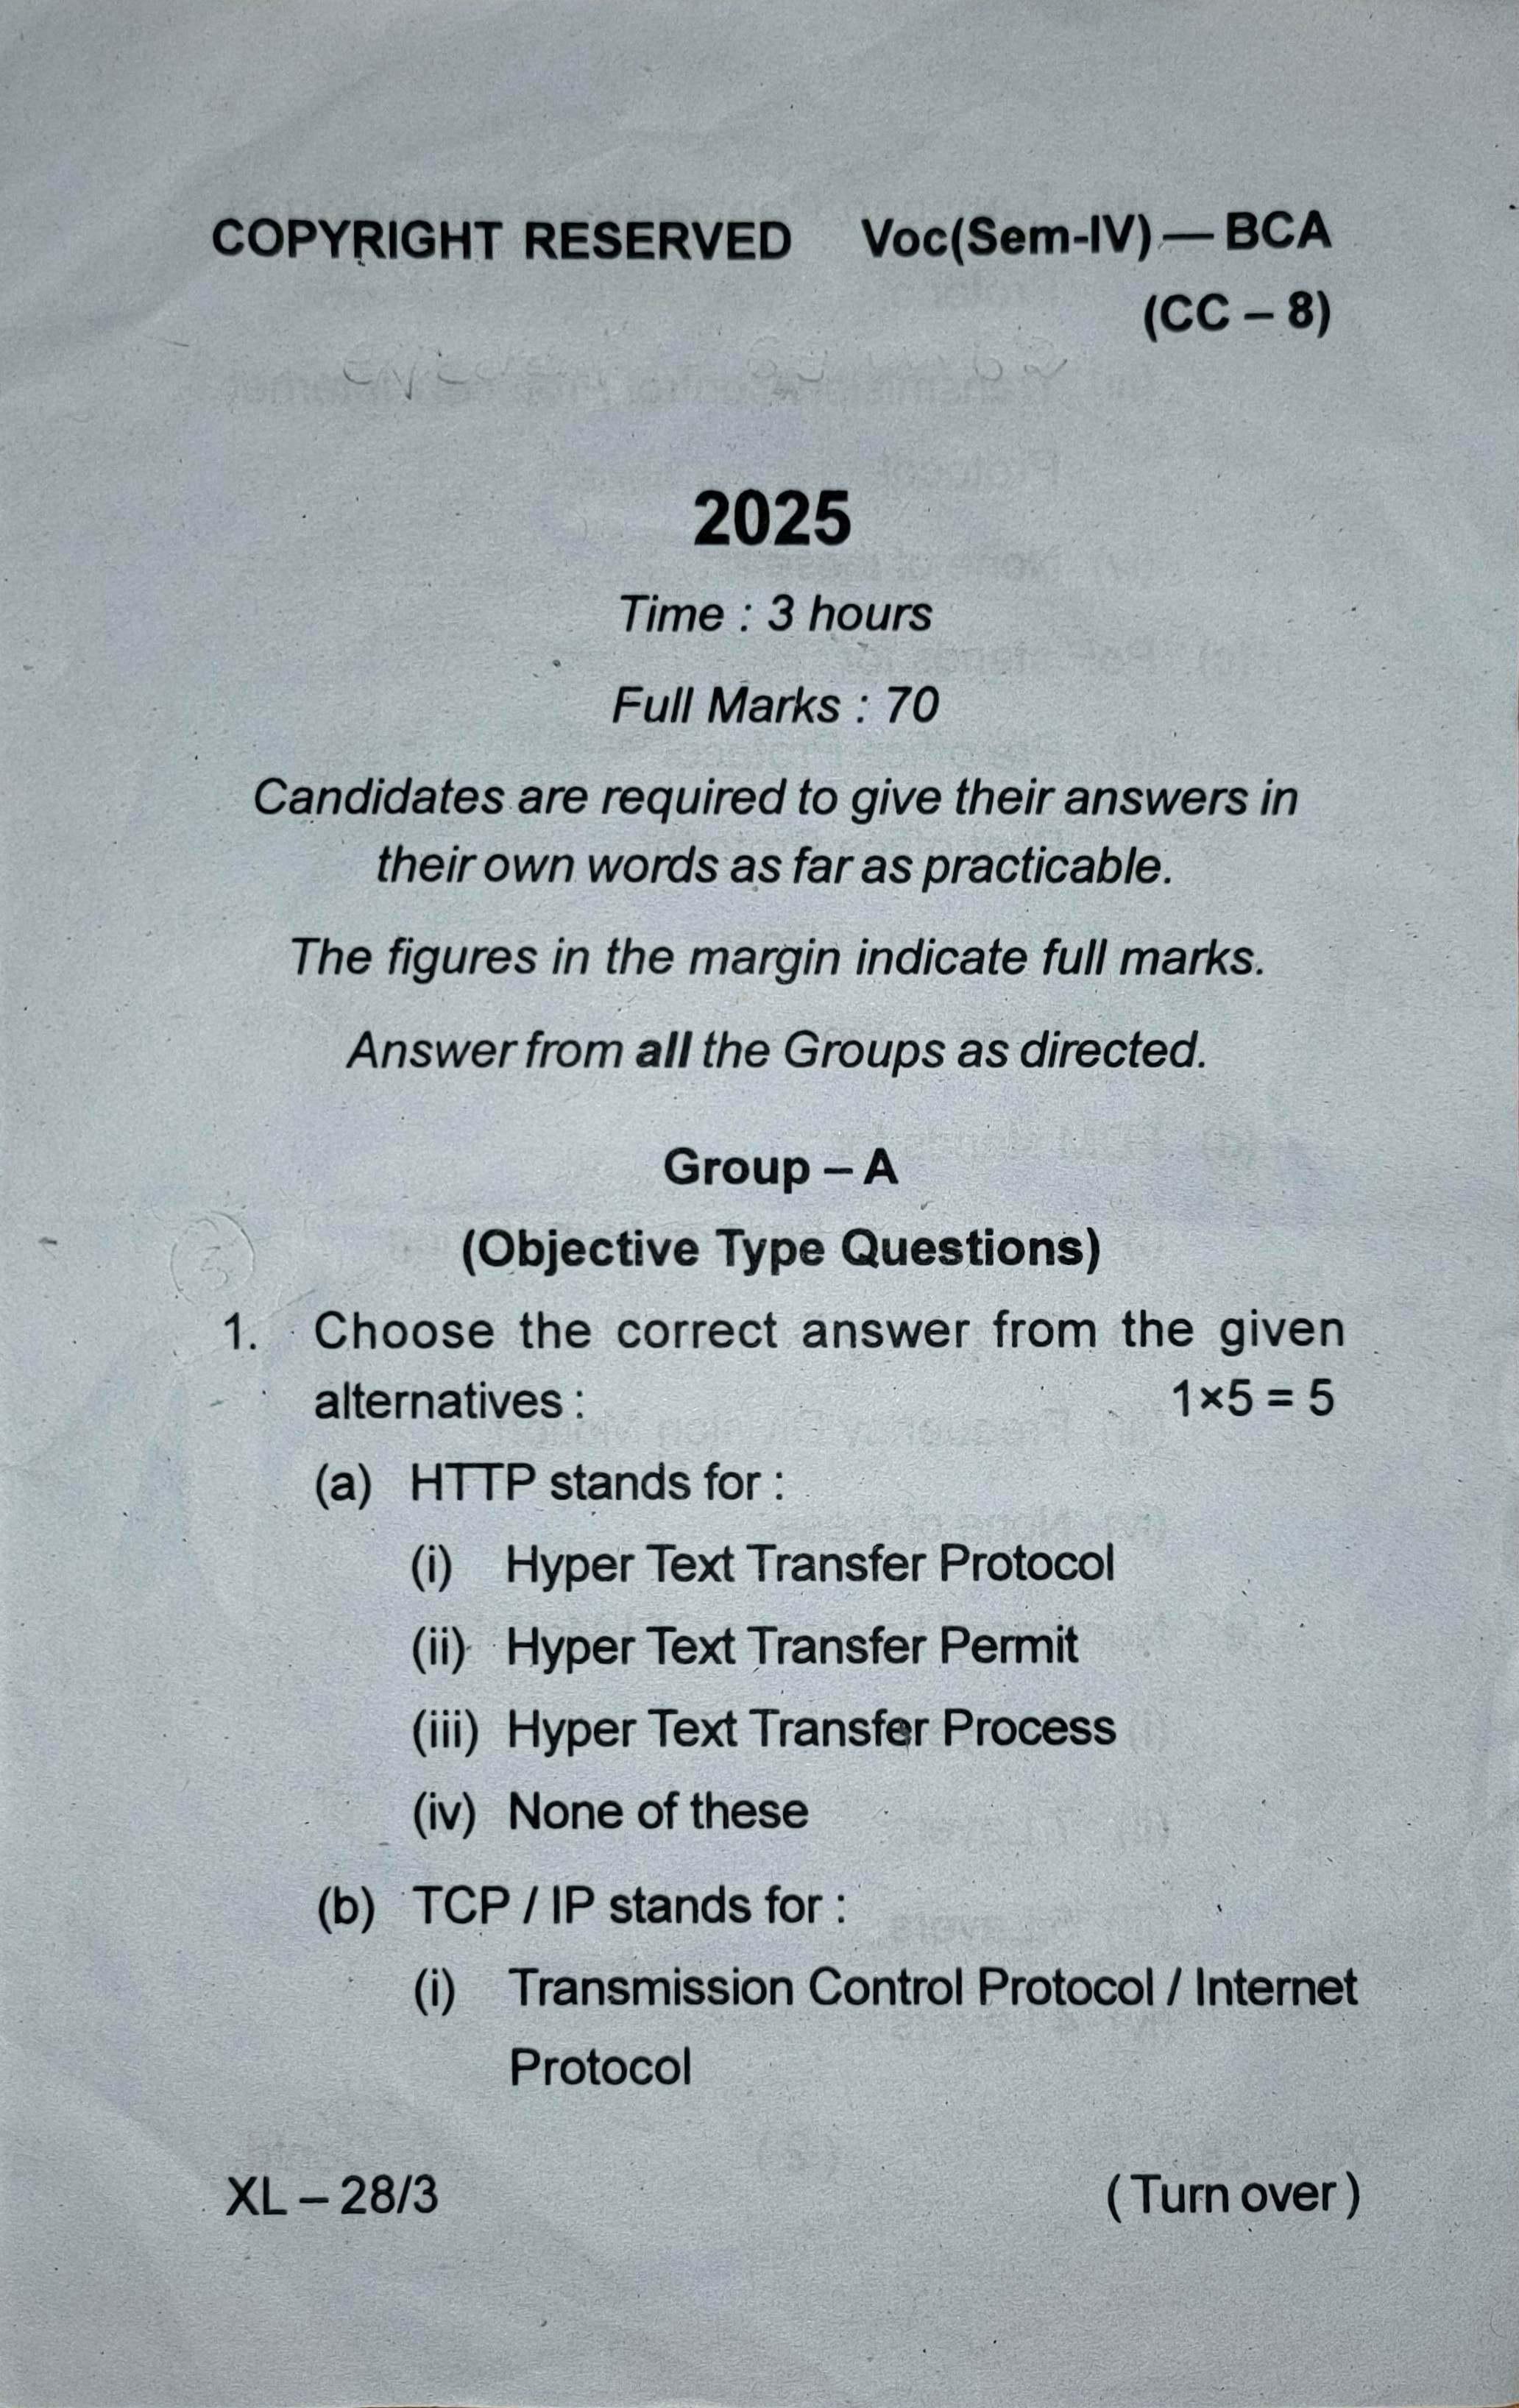 COPYRIGHT RESERVED Voc(Sem-IV) — BCA
(CC – 8)
2025
Time : 3 hours
Full Marks : 70
Candidates are required to give their answers in
their own words as far as practicable.
The figures in the margin indicate full marks.
Answer from all the Groups as directed.
Group – A
(Objective Type Questions)
1. Choose the correct answer from the given
alternatives : 1×5 = 5
(a) HTTP stands for :
(i) Hyper Text Transfer Protocol
(ii) Hyper Text Transfer Permit
(iii) Hyper Text Transfer Process
(iv) None of these
(b) TCP / IP stands for :
(i) Transmission Control Protocol / Internet
Protocol
XL – 28/3 ( Turn over )